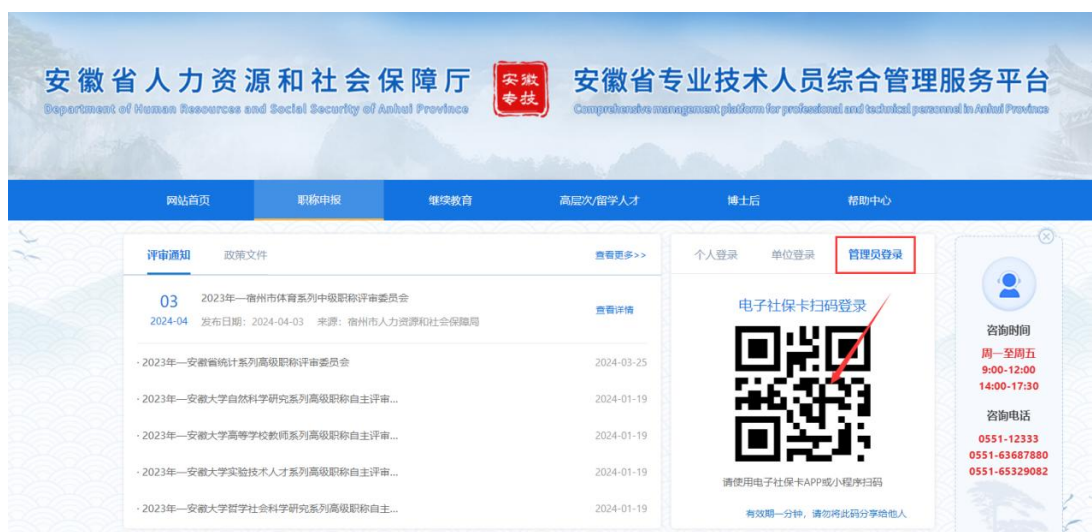 安徽省人力资源和社会保障厅
Department of Human Resources and Social Security of Anhui Province
安徽
专技
安徽省专业技术人员综合管理服务平台
Comprehensive management platform for professional and technical personnel in Anhui Province
网站首页 职称申报 继续教育 高层次/留学人才 博士后 帮助中心
评审通知 政策文件 查看更多>>
03
2024-04
2023年—宿州市体育系列中级职称评审委员会
发布日期：2024-04-03 来源：宿州市人力资源和社会保障局
查看详情
· 2023年—安徽省统计系列高级职称评审委员会 2024-03-25
· 2023年—安徽大学自然科学研究系列高级职称自主评审... 2024-01-19
· 2023年—安徽大学高等学校教师系列高级职称自主评审... 2024-01-19
· 2023年—安徽大学实验技术人才系列高级职称自主评审... 2024-01-19
· 2023年—安徽大学哲学社会科学研究系列高级职称自主... 2024-01-19
个人登录 单位登录 管理员登录
电子社保卡扫码登录
请使用电子社保卡APP或小程序扫码
有效期一分钟，请勿将此码分享给他人
咨询时间
周一至周五
9:00-12:00
14:00-17:30
咨询电话
0551-12333
0551-63687880
0551-65329082